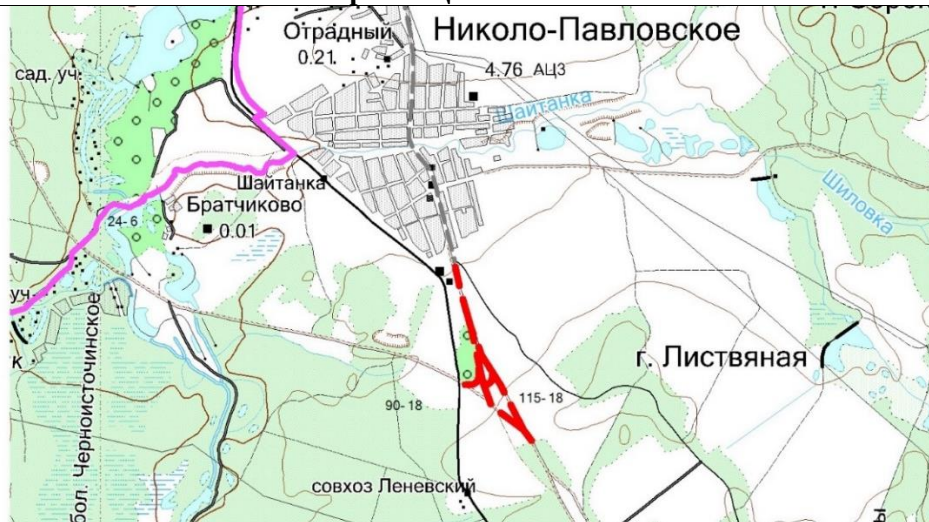 Отрадный
0.21.
Николо-Павловское
сад. уч.
4.76 АЦЗ
Шайтанка
Шайтанка
Братчиково
0.01
24-6
Шиловка
уч.
бол. Черноисточинское
к
г. Листвяная
90-18
115-18
совхоз Леневский